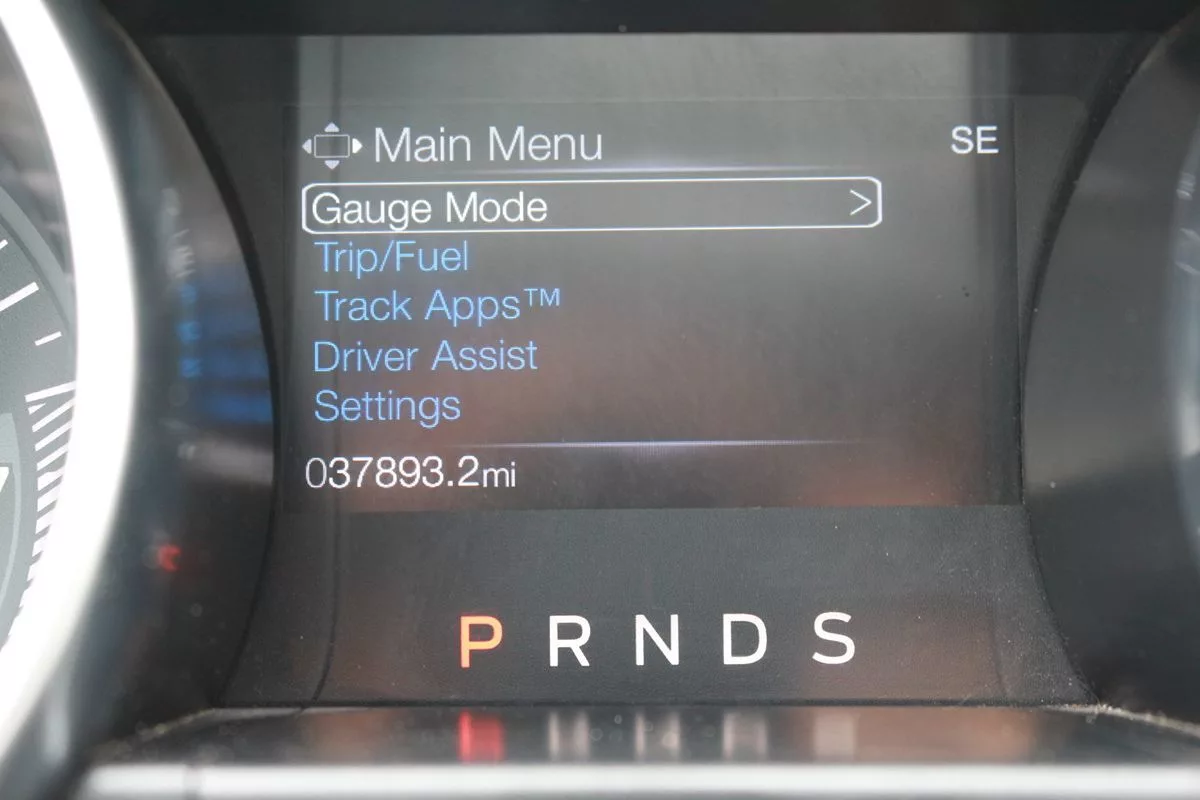 Main Menu SE
Gauge Mode >
Trip/Fuel
Track Apps™
Driver Assist
Settings
037893.2mi
P R N D S